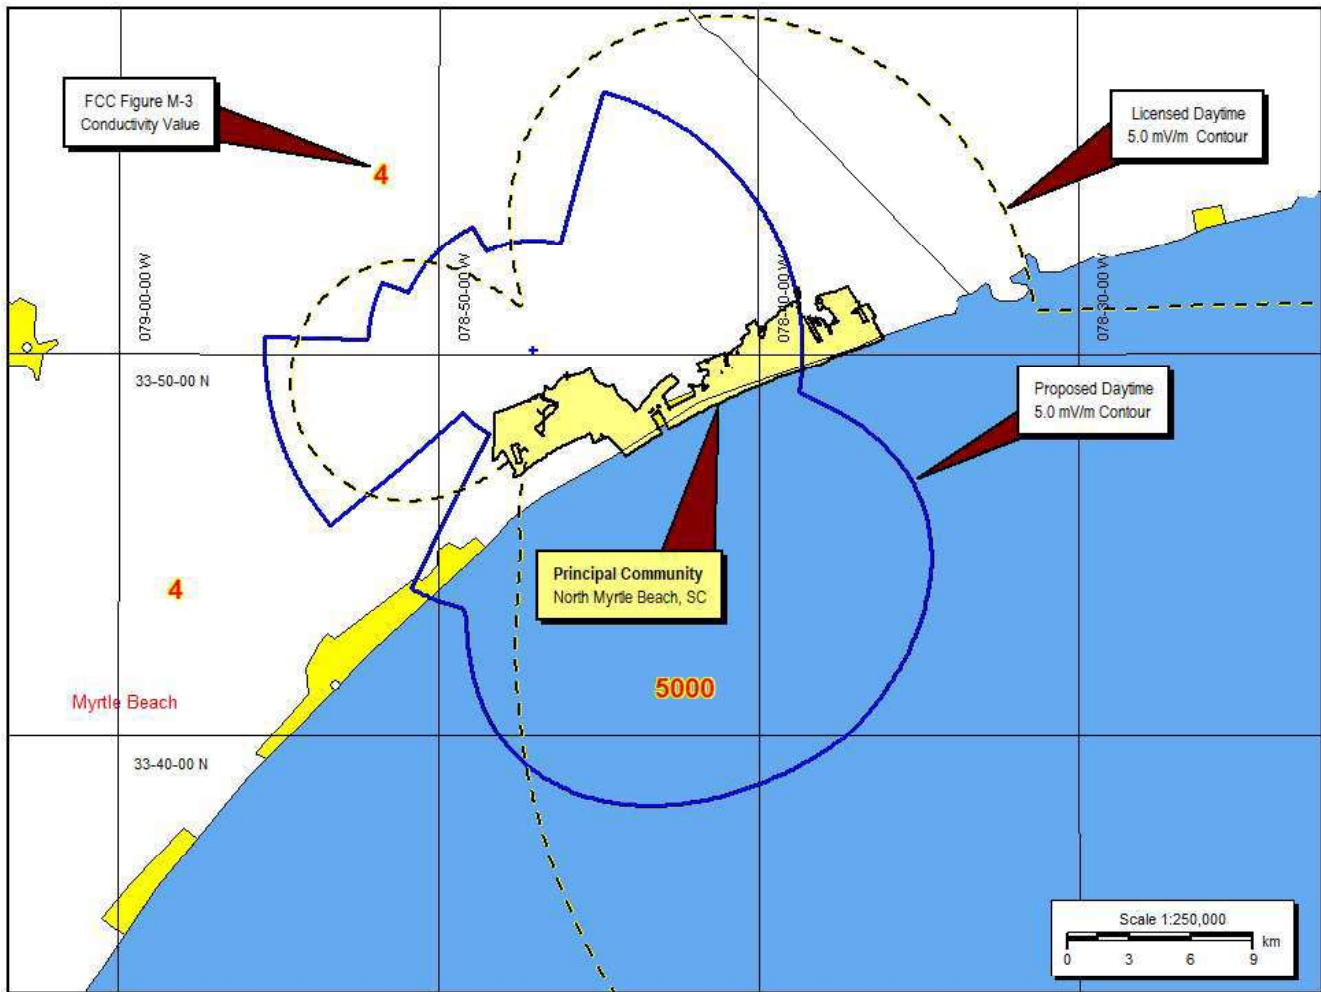 FCC Figure M-3
Conductivity Value
Licensed Daytime
5.0 mV/m Contour
4
079-00-00 W
078-50-00 W
078-40-00 W
078-30-00 W
33-50-00 N
Proposed Daytime
5.0 mV/m Contour
Principal Community
North Myrtle Beach, SC
4
5000
Myrtle Beach
33-40-00 N
Scale 1:250,000
km
0 3 6 9